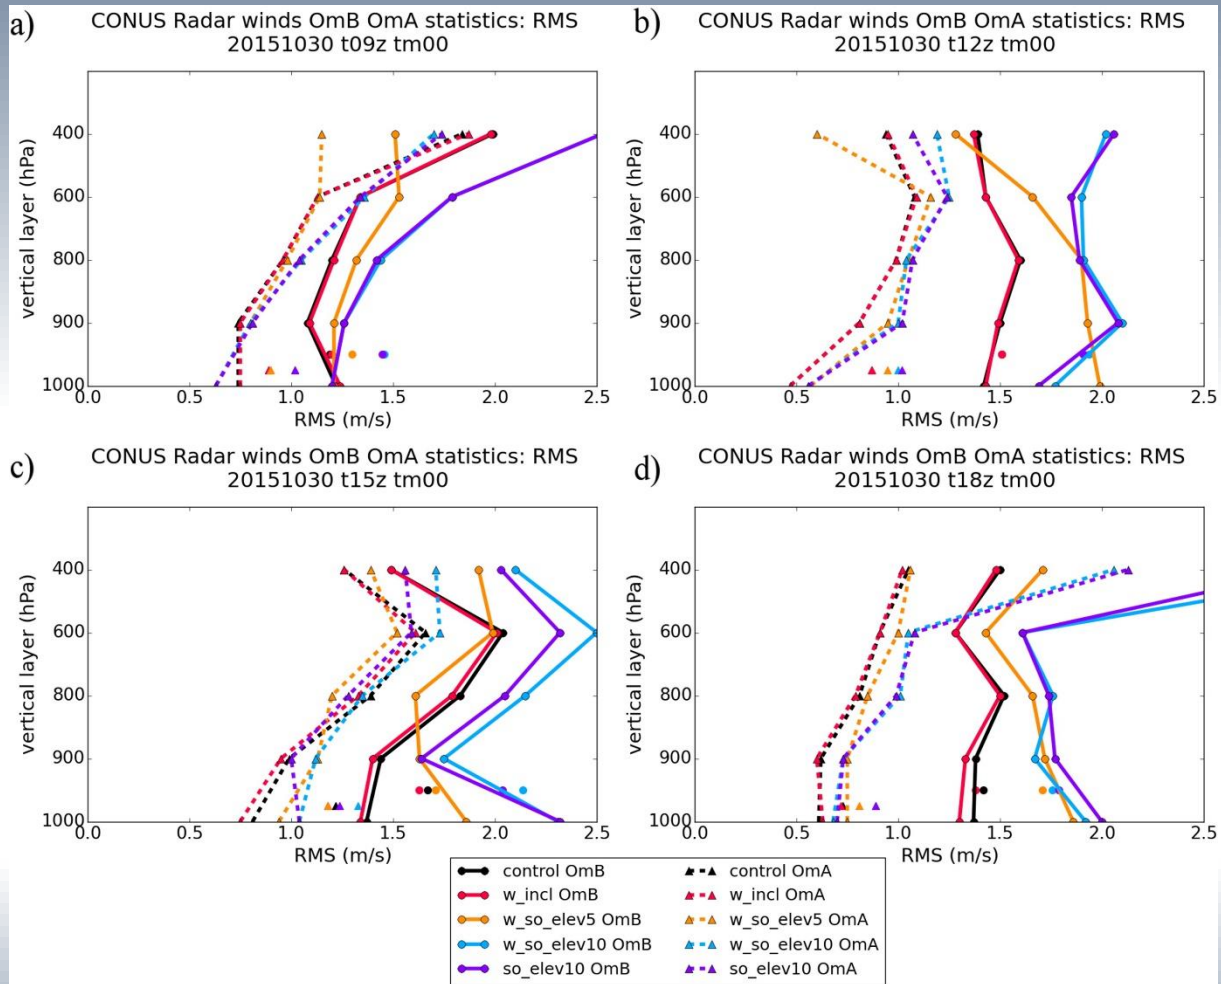 a)
CONUS Radar winds OmB OmA statistics: RMS
20151030 t09z tm00
400
600
800
900
1000
vertical layer (hPa)
0.0 0.5 1.0 1.5 2.0 2.5
RMS (m/s)
b)
CONUS Radar winds OmB OmA statistics: RMS
20151030 t12z tm00
400
600
800
900
1000
vertical layer (hPa)
0.0 0.5 1.0 1.5 2.0 2.5
RMS (m/s)
c)
CONUS Radar winds OmB OmA statistics: RMS
20151030 t15z tm00
400
600
800
900
1000
vertical layer (hPa)
0.0 0.5 1.0 1.5 2.0 2.5
RMS (m/s)
d)
CONUS Radar winds OmB OmA statistics: RMS
20151030 t18z tm00
400
600
800
900
1000
vertical layer (hPa)
0.0 0.5 1.0 1.5 2.0 2.5
RMS (m/s)
control OmB control OmA
w_incl OmB w_incl OmA
w_so_elev5 OmB w_so_elev5 OmA
w_so_elev10 OmB w_so_elev10 OmA
so_elev10 OmB so_elev10 OmA